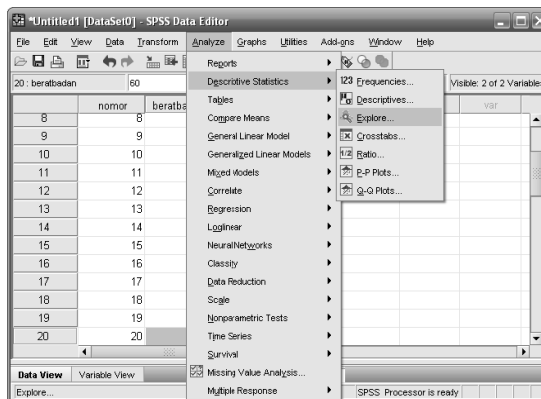 *Untitled1 [DataSet0] - SPSS Data Editor
File Edit View Data Transform Analyze Graphs Utilities Add-ons Window Help
20 : beratbadan 60 Visible: 2 of 2 Variables
nomor beratba var
8 8
9 9
10 10
11 11
12 12
13 13
14 14
15 15
16 16
17 17
18 18
19 19
20 20
Reports
Descriptive Statistics
Tables
Compare Means
General Linear Model
Generalized Linear Models
Mixed Models
Correlate
Regression
Loglinear
Neural Networks
Classify
Data Reduction
Scale
Nonparametric Tests
Time Series
Survival
Missing Value Analysis...
Multiple Response
123 Frequencies...
Descriptives...
Explore...
Crosstabs...
1/2 Ratio...
P-P Plots...
Q-Q Plots...
Data View Variable View
Explore... SPSS Processor is ready